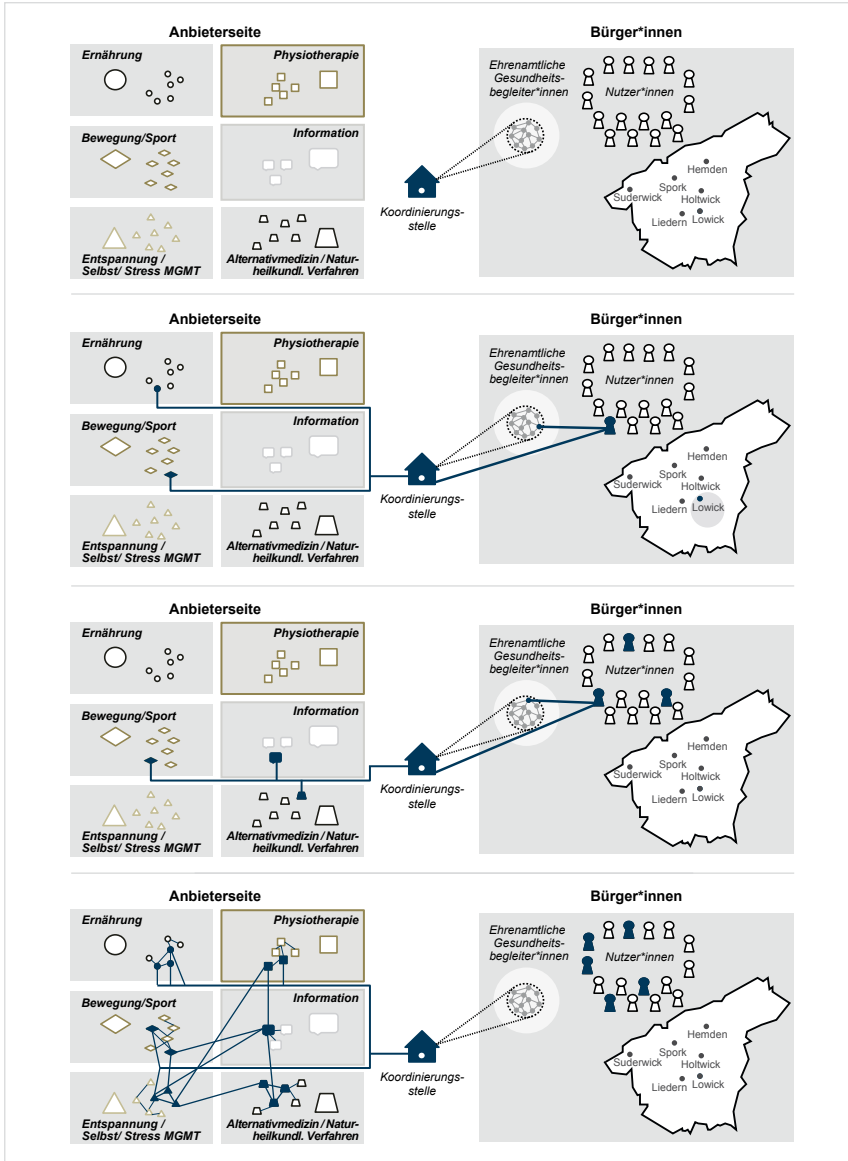 Anbieterseite
Bürger*innen
Ernährung
Physiotherapie
Bewegung/Sport
Information
Entspannung /
Selbst/ Stress MGMT
Alternativmedizin / Natur-
heilkundl. Verfahren
Koordinierungs-
stelle
Ehrenamtliche
Gesundheits-
begleiter*innen
Nutzer*innen
Hemden
Spork
Suderwick
Holtwick
Liedern
Lowick
Anbieterseite
Bürger*innen
Ernährung
Physiotherapie
Bewegung/Sport
Information
Entspannung /
Selbst/ Stress MGMT
Alternativmedizin / Natur-
heilkundl. Verfahren
Koordinierungs-
stelle
Ehrenamtliche
Gesundheits-
begleiter*innen
Nutzer*innen
Hemden
Spork
Suderwick
Holtwick
Liedern
Lowick
Anbieterseite
Bürger*innen
Ernährung
Physiotherapie
Bewegung/Sport
Information
Entspannung /
Selbst/ Stress MGMT
Alternativmedizin / Natur-
heilkundl. Verfahren
Koordinierungs-
stelle
Ehrenamtliche
Gesundheits-
begleiter*innen
Nutzer*innen
Hemden
Spork
Suderwick
Holtwick
Liedern
Lowick
Anbieterseite
Bürger*innen
Ernährung
Physiotherapie
Bewegung/Sport
Information
Entspannung /
Selbst/ Stress MGMT
Alternativmedizin / Natur-
heilkundl. Verfahren
Koordinierungs-
stelle
Ehrenamtliche
Gesundheits-
begleiter*innen
Nutzer*innen
Hemden
Spork
Suderwick
Holtwick
Liedern
Lowick